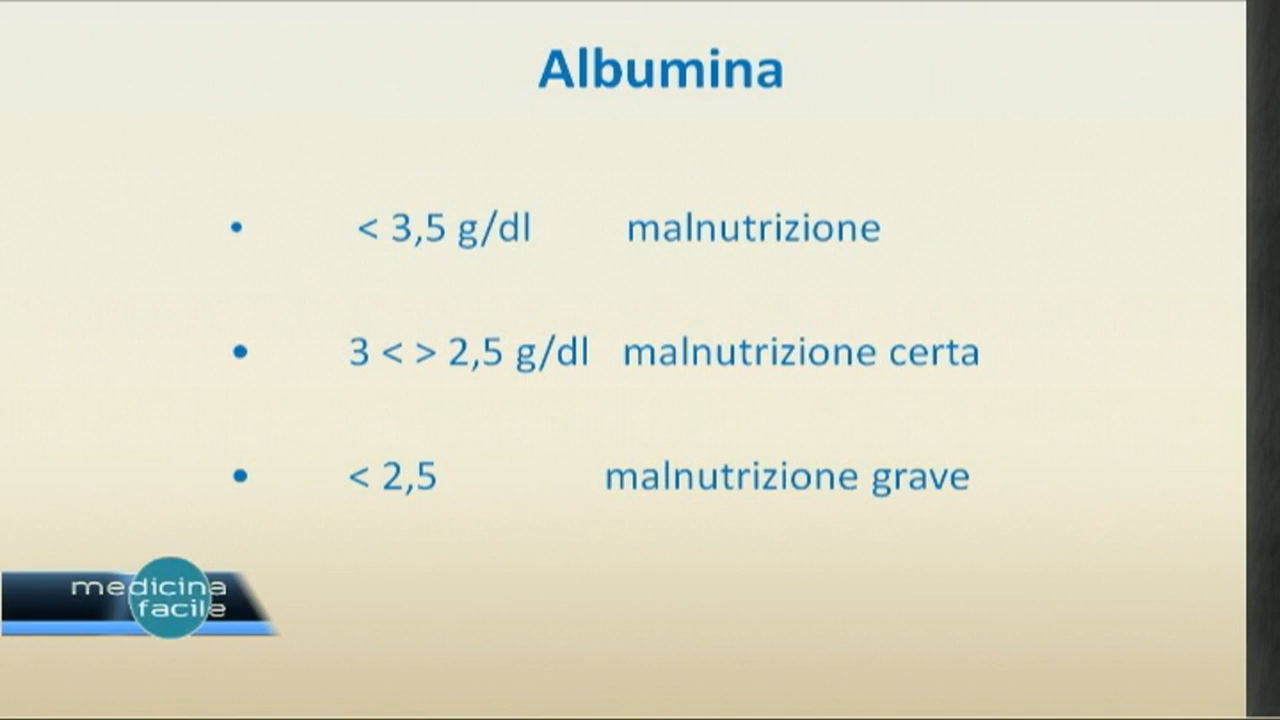 Albumina
• < 3,5 g/dl malnutrizione
• 3 < > 2,5 g/dl malnutrizione certa
• < 2,5 malnutrizione grave
medicina
facile